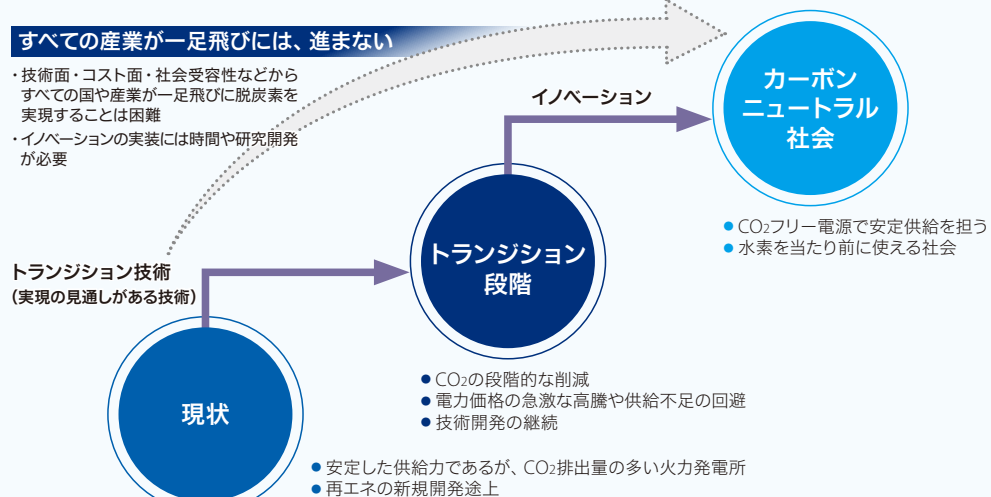 すべての産業が一足飛びには、進まない
・技術面・コスト面・社会受容性などから
すべての国や産業が一足飛びに脱炭素を
実現することは困難
・イノベーションの実装には時間や研究開発
が必要
イノベーション
カーボン
ニュートラル
社会
● CO₂フリー電源で安定供給を担う
● 水素を当たり前に使える社会
トランジション技術
（実現の見通しがある技術）
トランジション
段階
● CO₂の段階的な削減
● 電力価格の急激な高騰や供給不足の回避
● 技術開発の継続
現状
● 安定した供給力であるが、CO₂排出量の多い火力発電所
● 再エネの新規開発途上